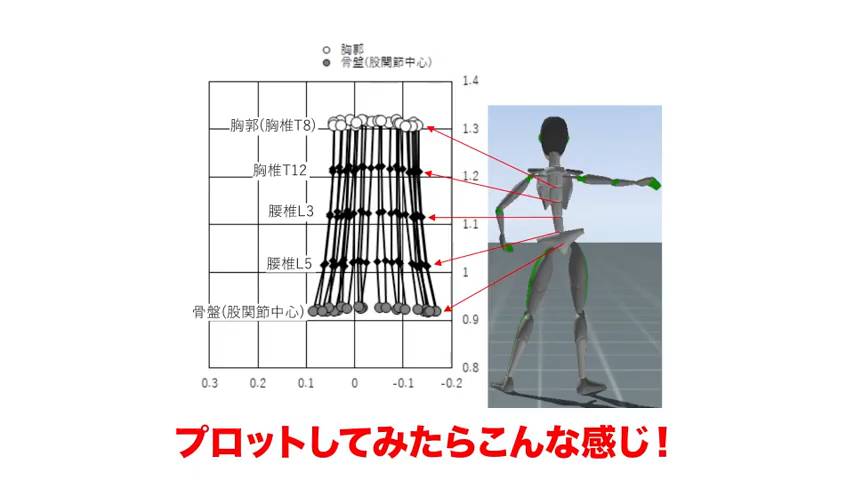 胸郭
骨盤(股関節中心)
1.4
胸郭(胸椎T8)
1.3
胸椎T12
1.2
腰椎L3
1.1
腰椎L5
1
骨盤(股関節中心)
0.9
0.8
0.3 0.2 0.1 0 -0.1 -0.2
プロットしてみたらこんな感じ！